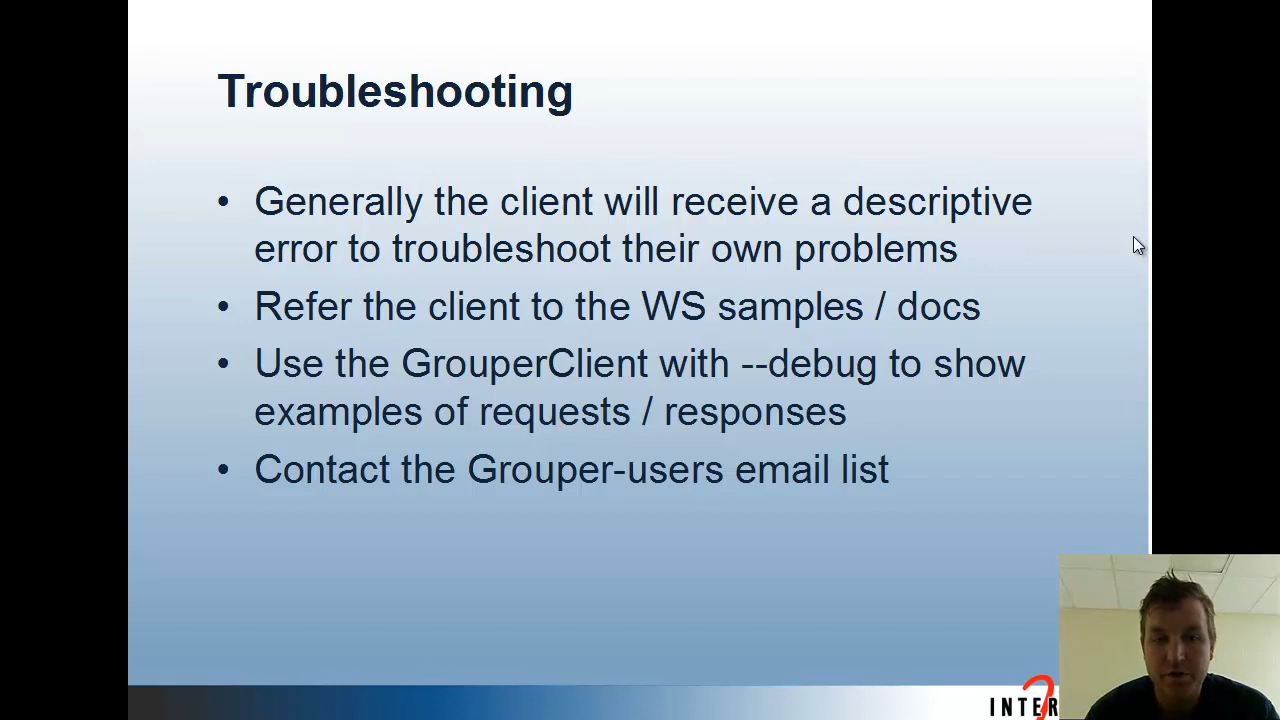 Troubleshooting
• Generally the client will receive a descriptive
error to troubleshoot their own problems
• Refer the client to the WS samples / docs
• Use the GrouperClient with --debug to show
examples of requests / responses
• Contact the Grouper-users email list
INTER